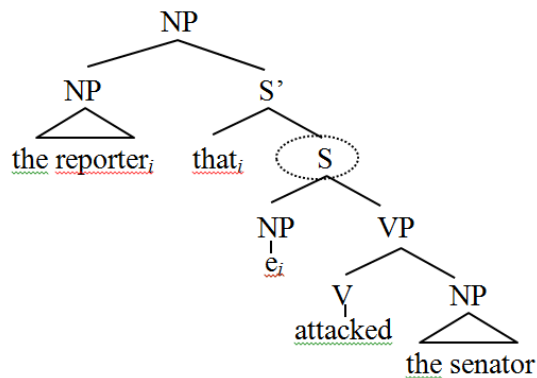 NP
NP S’
the reporteri thati S
NP VP
ei
V NP
attacked
the senator